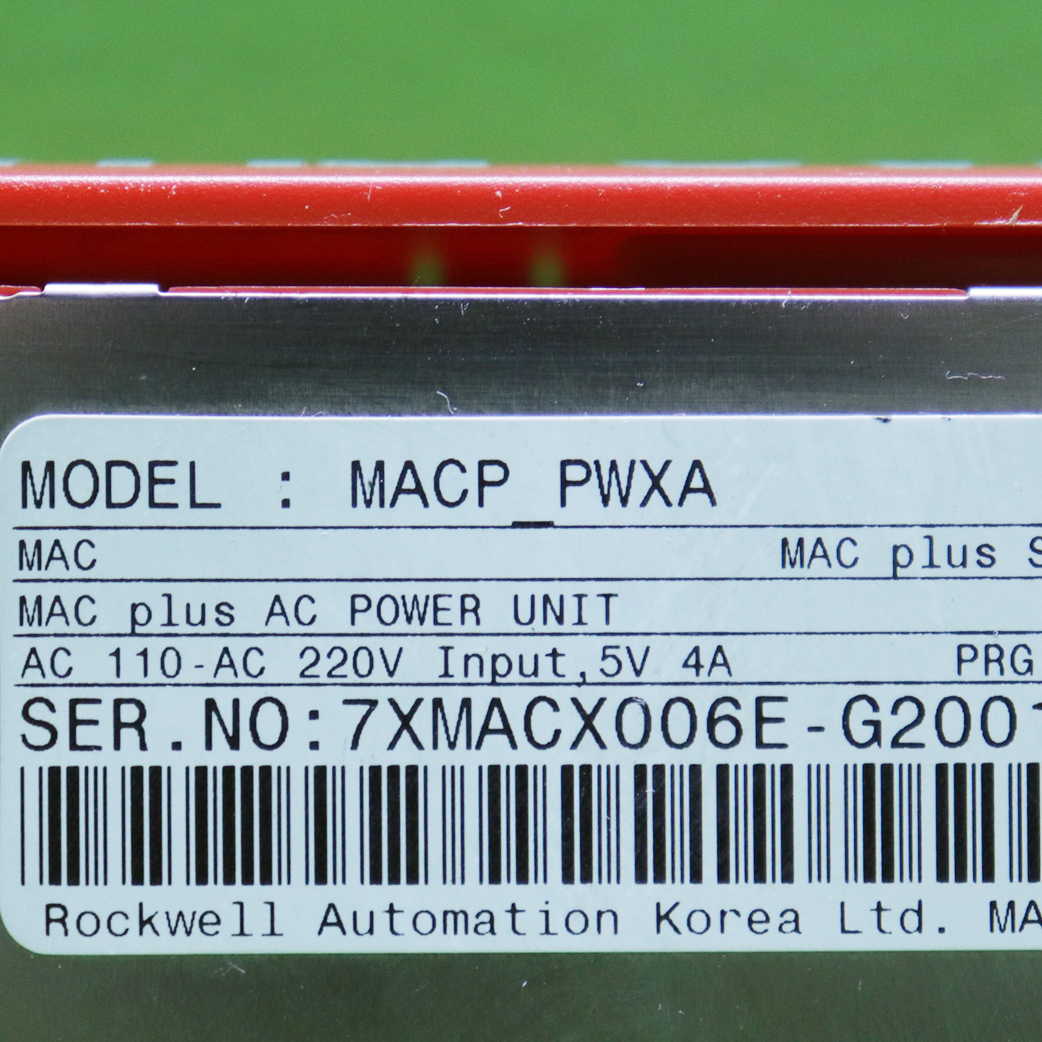 MODEL : MACP_PWXA
MAC MAC plus S
MAC plus AC POWER UNIT
AC 110-AC 220V Input,5V 4A PRG
SER.NO:7XMACX006E-G200
Rockwell Automation Korea Ltd. MA